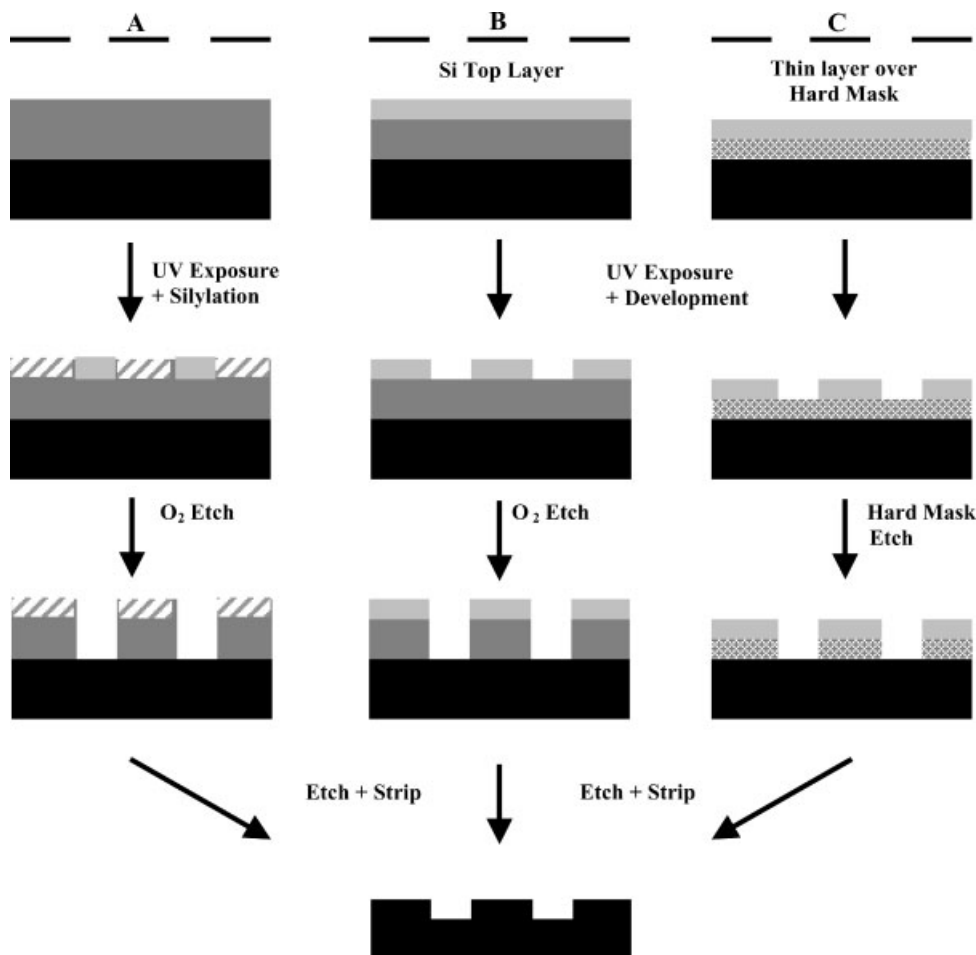 A
B
C
Si Top Layer
Thin layer over
Hard Mask
UV Exposure
+ Silylation
UV Exposure
+ Development
O₂ Etch
O₂ Etch
Hard Mask
Etch
Etch + Strip
Etch + Strip